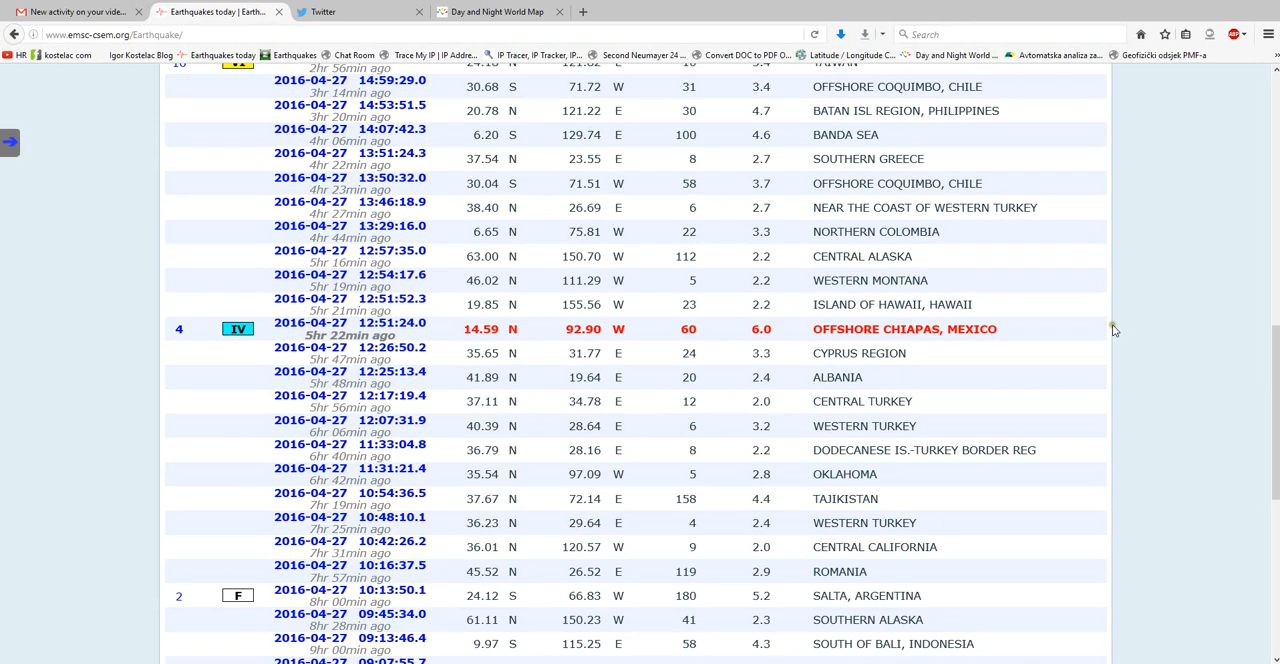 New activity on your vide...
Earthquakes today | Earth...
Twitter
Day and Night World Map
www.emsc-csem.org/Earthquake/
Search
HR kostelac com Igor Kostelac Blog Earthquakes today Earthquakes Chat Room Trace My IP | IP Addre... IP Tracer, IP Tracker, IP... Second Neumayer 24... Convert DOC to PDF O... Latitude / Longitude C... Day and Night World ... Avtomatska analiza za... Geofizički odsjek PMF-a
2hr 56min ago
2016-04-27 14:59:29.0 30.68 S 71.72 W 31 3.4 OFFSHORE COQUIMBO, CHILE
3hr 14min ago
2016-04-27 14:53:51.5 20.78 N 121.22 E 30 4.7 BATAN ISL REGION, PHILIPPINES
3hr 20min ago
2016-04-27 14:07:42.3 6.20 S 129.74 E 100 4.6 BANDA SEA
4hr 06min ago
2016-04-27 13:51:24.3 37.54 N 23.55 E 8 2.7 SOUTHERN GREECE
4hr 22min ago
2016-04-27 13:50:32.0 30.04 S 71.51 W 58 3.7 OFFSHORE COQUIMBO, CHILE
4hr 23min ago
2016-04-27 13:46:18.9 38.40 N 26.69 E 6 2.7 NEAR THE COAST OF WESTERN TURKEY
4hr 27min ago
2016-04-27 13:29:16.0 6.65 N 75.81 W 22 3.3 NORTHERN COLOMBIA
4hr 44min ago
2016-04-27 12:57:35.0 63.00 N 150.70 W 112 2.2 CENTRAL ALASKA
5hr 16min ago
2016-04-27 12:54:17.6 46.02 N 111.29 W 5 2.2 WESTERN MONTANA
5hr 19min ago
2016-04-27 12:51:52.3 19.85 N 155.56 W 23 2.2 ISLAND OF HAWAII, HAWAII
5hr 21min ago
4 IV 2016-04-27 12:51:24.0 14.59 N 92.90 W 60 6.0 OFFSHORE CHIAPAS, MEXICO
5hr 22min ago
2016-04-27 12:26:50.2 35.65 N 31.77 E 24 3.3 CYPRUS REGION
5hr 47min ago
2016-04-27 12:25:13.4 41.89 N 19.64 E 20 2.4 ALBANIA
5hr 48min ago
2016-04-27 12:17:19.4 37.11 N 34.78 E 12 2.0 CENTRAL TURKEY
5hr 56min ago
2016-04-27 12:07:31.9 40.39 N 28.64 E 6 3.2 WESTERN TURKEY
6hr 06min ago
2016-04-27 11:33:04.8 36.79 N 28.16 E 8 2.2 DODECANESE IS.-TURKEY BORDER REG
6hr 40min ago
2016-04-27 11:31:21.4 35.54 N 97.09 W 5 2.8 OKLAHOMA
6hr 42min ago
2016-04-27 10:54:36.5 37.67 N 72.14 E 158 4.4 TAJIKISTAN
7hr 19min ago
2016-04-27 10:48:10.1 36.23 N 29.64 E 4 2.4 WESTERN TURKEY
7hr 25min ago
2016-04-27 10:42:26.2 36.01 N 120.57 W 9 2.0 CENTRAL CALIFORNIA
7hr 31min ago
2016-04-27 10:16:37.5 45.52 N 26.52 E 119 2.9 ROMANIA
7hr 57min ago
2 F 2016-04-27 10:13:50.1 24.12 S 66.83 W 180 5.2 SALTA, ARGENTINA
8hr 00min ago
2016-04-27 09:45:34.0 61.11 N 150.23 W 41 2.3 SOUTHERN ALASKA
8hr 28min ago
2016-04-27 09:13:46.4 9.97 S 115.25 E 58 4.3 SOUTH OF BALI, INDONESIA
9hr 00min ago
2016-04-27 09:07:55.7